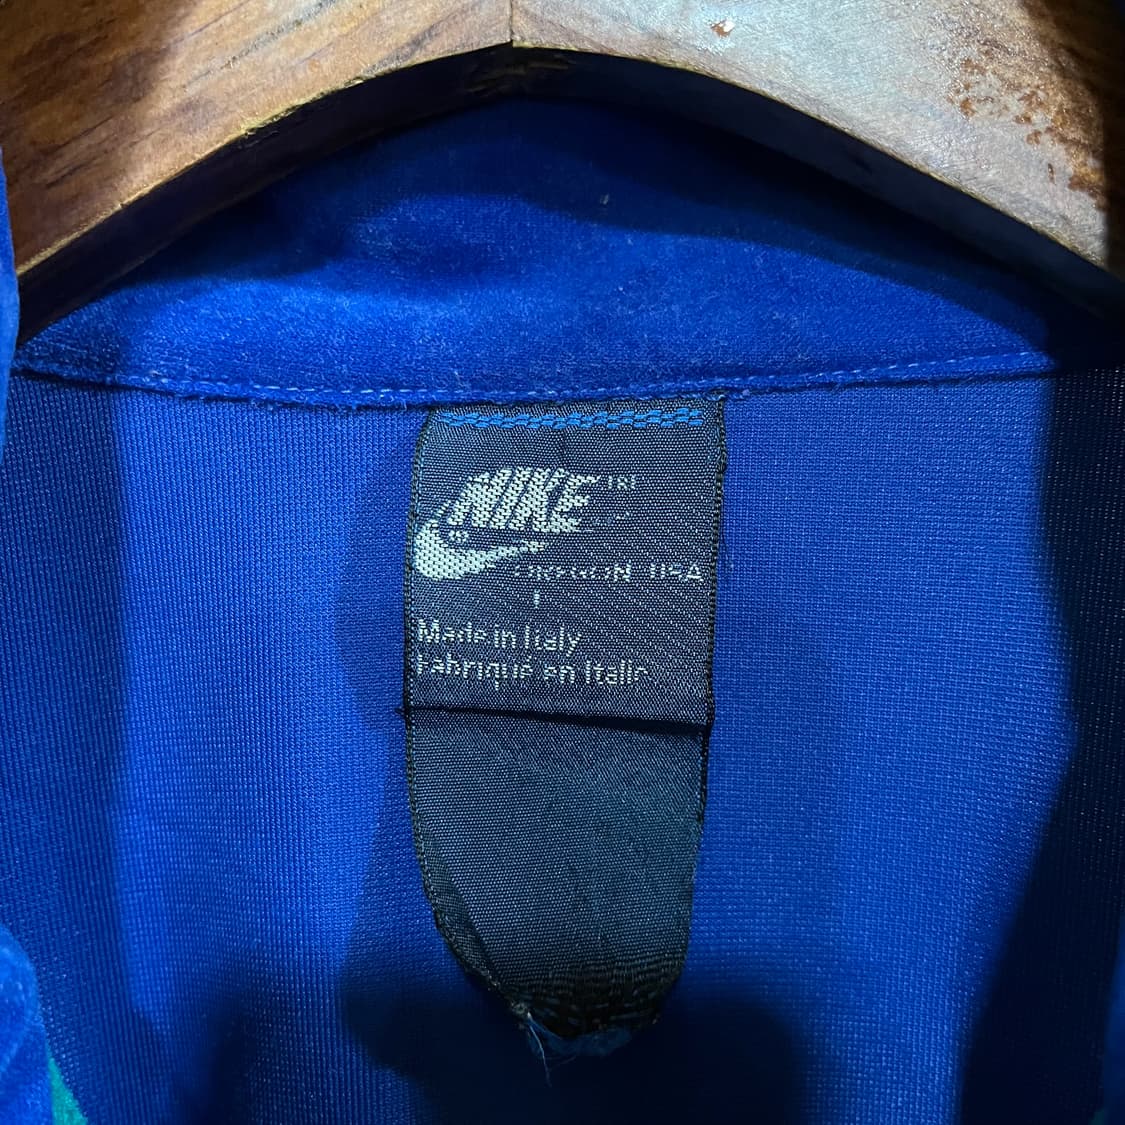 NIKE
OREGON USA
Made in Italy
Fabriqué en Italie